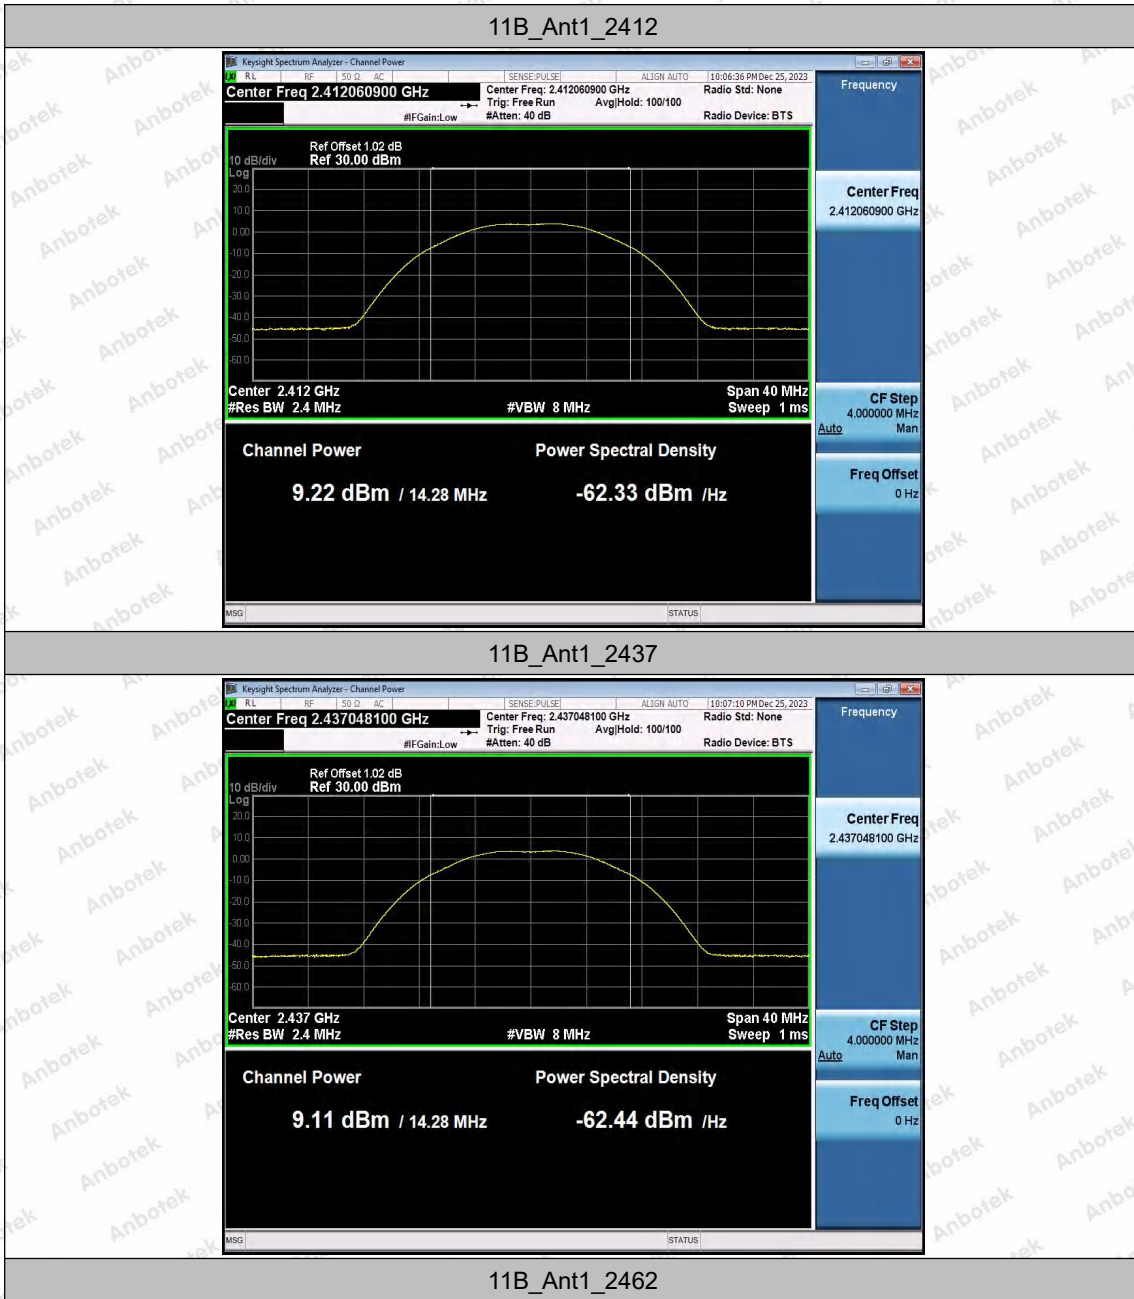 11B_Ant1_2412
Keysight Spectrum Analyzer - Channel Power
LXI RL RF 50 Ω AC SENSE:PULSE ALIGN AUTO 10:06:36 PM Dec 25, 2023
Center Freq 2.412060900 GHz
Center Freq: 2.412060900 GHz Radio Std: None
Trig: Free Run Avg|Hold: 100/100
#IFGain:Low #Atten: 40 dB Radio Device: BTS
Frequency
Ref Offset 1.02 dB
10 dB/div Ref 30.00 dBm
Log
20.0
10.0
0.00
-10.0
-20.0
-30.0
-40.0
-50.0
-60.0
Center Freq
2.412060900 GHz
Center 2.412 GHz Span 40 MHz
#Res BW 2.4 MHz #VBW 8 MHz Sweep 1 ms
CF Step
4.000000 MHz
Auto Man
Channel Power Power Spectral Density
9.22 dBm / 14.28 MHz -62.33 dBm /Hz
Freq Offset
0 Hz
MSG STATUS
11B_Ant1_2437
Keysight Spectrum Analyzer - Channel Power
LXI RL RF 50 Ω AC SENSE:PULSE ALIGN AUTO 10:07:10 PM Dec 25, 2023
Center Freq 2.437048100 GHz
Center Freq: 2.437048100 GHz Radio Std: None
Trig: Free Run Avg|Hold: 100/100
#IFGain:Low #Atten: 40 dB Radio Device: BTS
Frequency
Ref Offset 1.02 dB
10 dB/div Ref 30.00 dBm
Log
20.0
10.0
0.00
-10.0
-20.0
-30.0
-40.0
-50.0
-60.0
Center Freq
2.437048100 GHz
Center 2.437 GHz Span 40 MHz
#Res BW 2.4 MHz #VBW 8 MHz Sweep 1 ms
CF Step
4.000000 MHz
Auto Man
Channel Power Power Spectral Density
9.11 dBm / 14.28 MHz -62.44 dBm /Hz
Freq Offset
0 Hz
MSG STATUS
11B_Ant1_2462
Anbotek